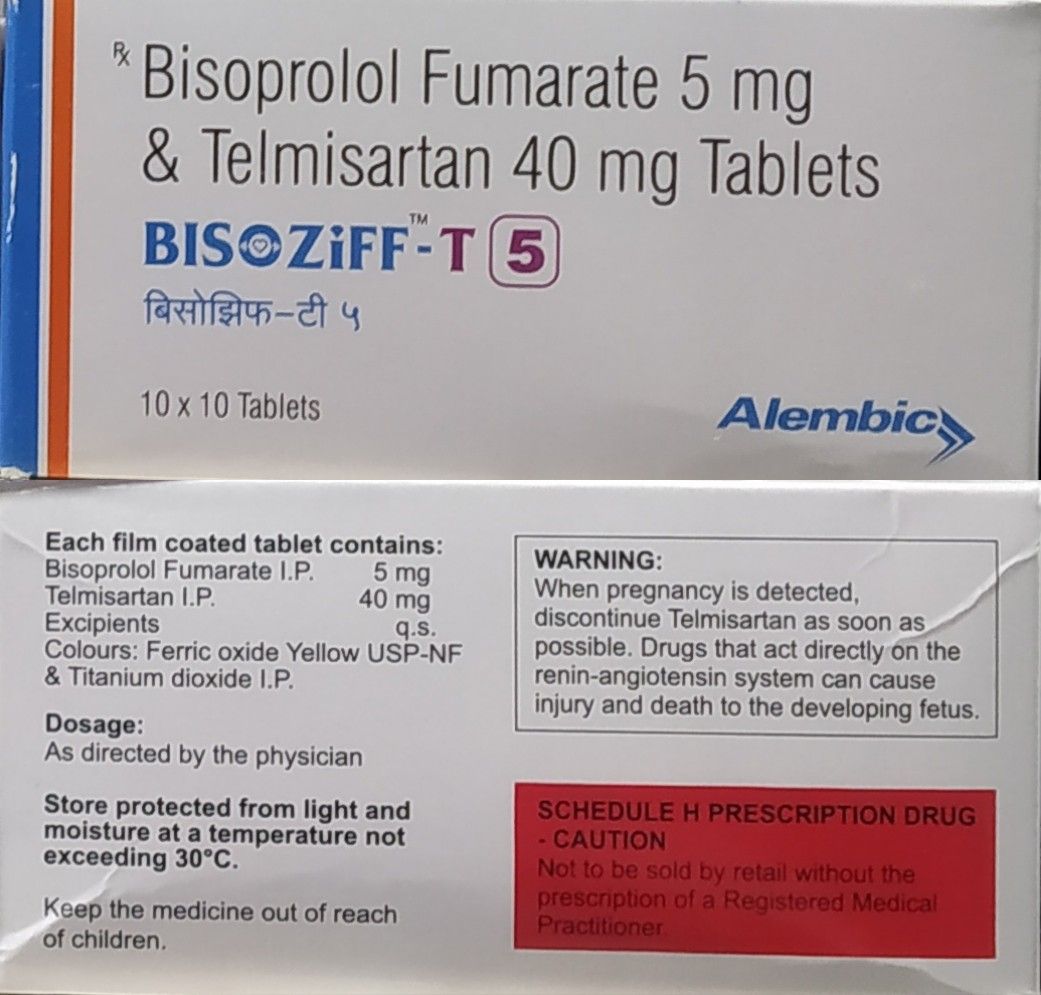 Rx Bisoprolol Fumarate 5 mg
& Telmisartan 40 mg Tablets
BISOZiFF™-T 5
बिसोझिफ-टी ५
10 x 10 Tablets
Alembic
Each film coated tablet contains:
Bisoprolol Fumarate I.P. 5 mg
Telmisartan I.P. 40 mg
Excipients q.s.
Colours: Ferric oxide Yellow USP-NF
& Titanium dioxide I.P.
Dosage:
As directed by the physician
Store protected from light and
moisture at a temperature not
exceeding 30°C.
Keep the medicine out of reach
of children.
WARNING:
When pregnancy is detected,
discontinue Telmisartan as soon as
possible. Drugs that act directly on the
renin-angiotensin system can cause
injury and death to the developing fetus.
SCHEDULE H PRESCRIPTION DRUG
- CAUTION
Not to be sold by retail without the
prescription of a Registered Medical
Practitioner.